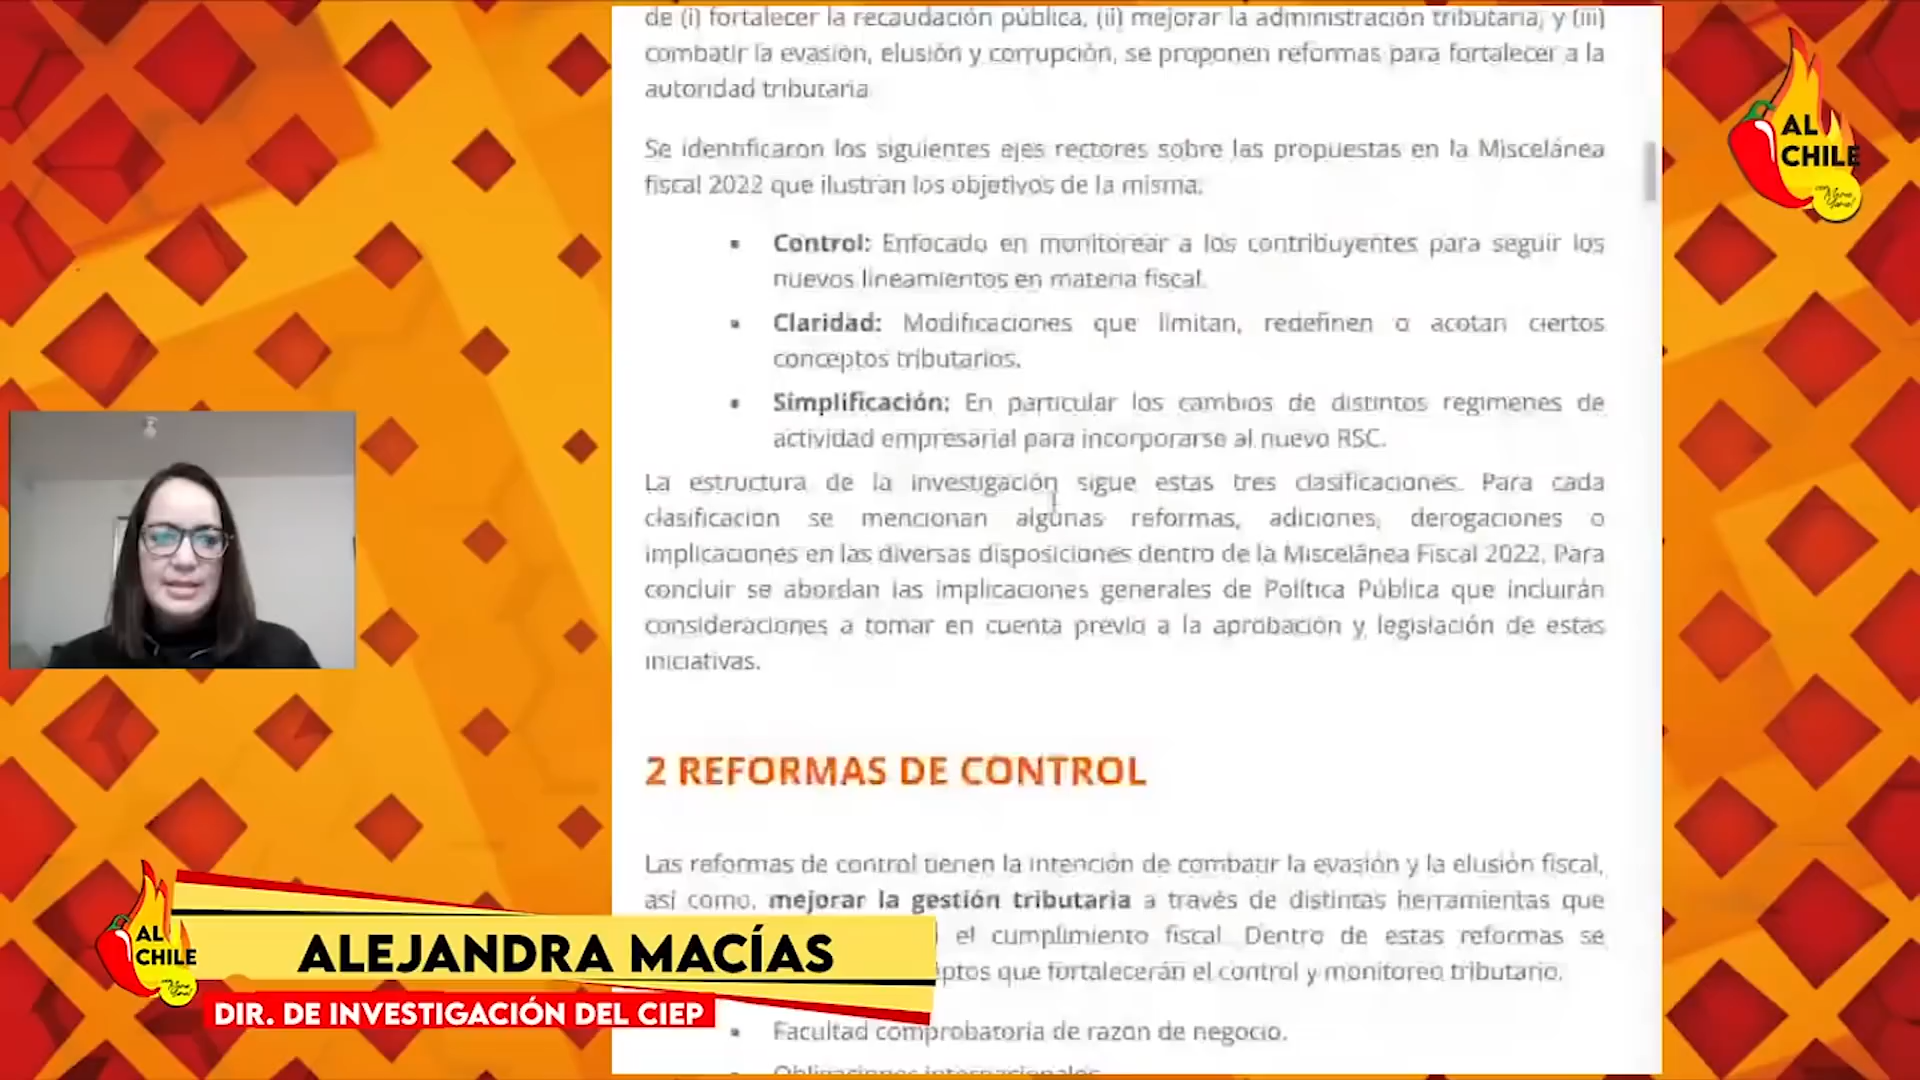 de (i) fortalecer la recaudación pública, (ii) mejorar la administración tributaria, y (iii)
combatir la evasión, elusión y corrupción, se proponen reformas para fortalecer a la
autoridad tributaria
Se identificaron los siguientes ejes rectores sobre las propuestas en la Miscelánea
fiscal 2022 que ilustran los objetivos de la misma.
▪ Control: Enfocado en monitorear a los contribuyentes para seguir los
nuevos lineamientos en materia fiscal.
▪ Claridad: Modificaciones que limitan, redefinen o acotan ciertos
conceptos tributarios.
▪ Simplificación: En particular los cambios de distintos regimenes de
actividad empresarial para incorporarse al nuevo RSC.
La estructura de la investigación sigue estas tres clasificaciones. Para cada
clasificación se mencionan algunas reformas, adiciones, derogaciones o
implicaciones en las diversas disposiciones dentro de la Miscelánea Fiscal 2022. Para
concluir se abordan las implicaciones generales de Política Pública que incluirán
consideraciones a tomar en cuenta previo a la aprobación y legislación de estas
iniciativas.
2 REFORMAS DE CONTROL
Las reformas de control tienen la intención de combatir la evasión y la elusión fiscal,
así como, mejorar la gestión tributaria a través de distintas herramientas que
el cumplimiento fiscal. Dentro de estas reformas se
ptos que fortalecerán el control y monitoreo tributario.
▪ Facultad comprobatoria de razón de negocio.
Obligaciones internacionales
AL
CHILE
AL
CHILE
ALEJANDRA MACÍAS
DIR. DE INVESTIGACIÓN DEL CIEP